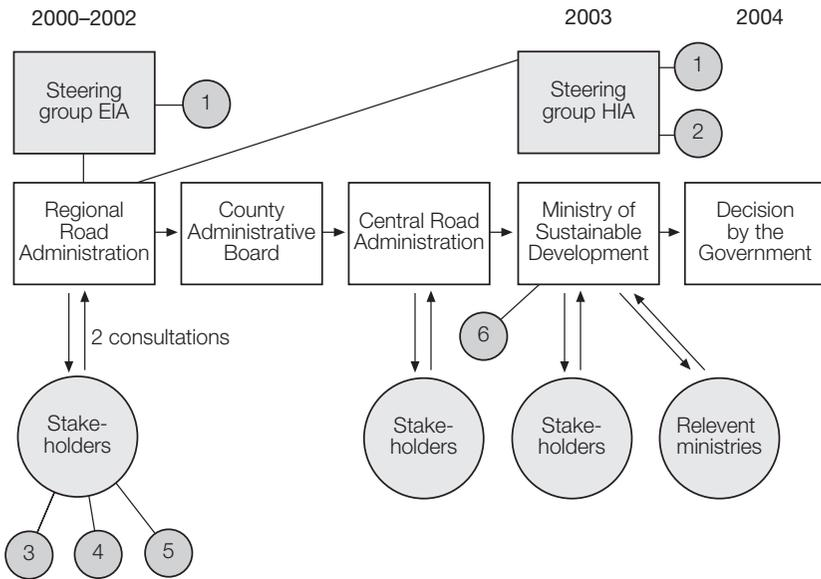 2000–2002
2003
2004
Steering
group EIA
1
Steering
group HIA
1
2
Regional
Road
Administration
County
Administrative
Board
Central Road
Administration
Ministry of
Sustainable
Development
Decision
by the
Government
2 consultations
6
Stake-
holders
Stake-
holders
Stake-
holders
Relevent
ministries
3
4
5